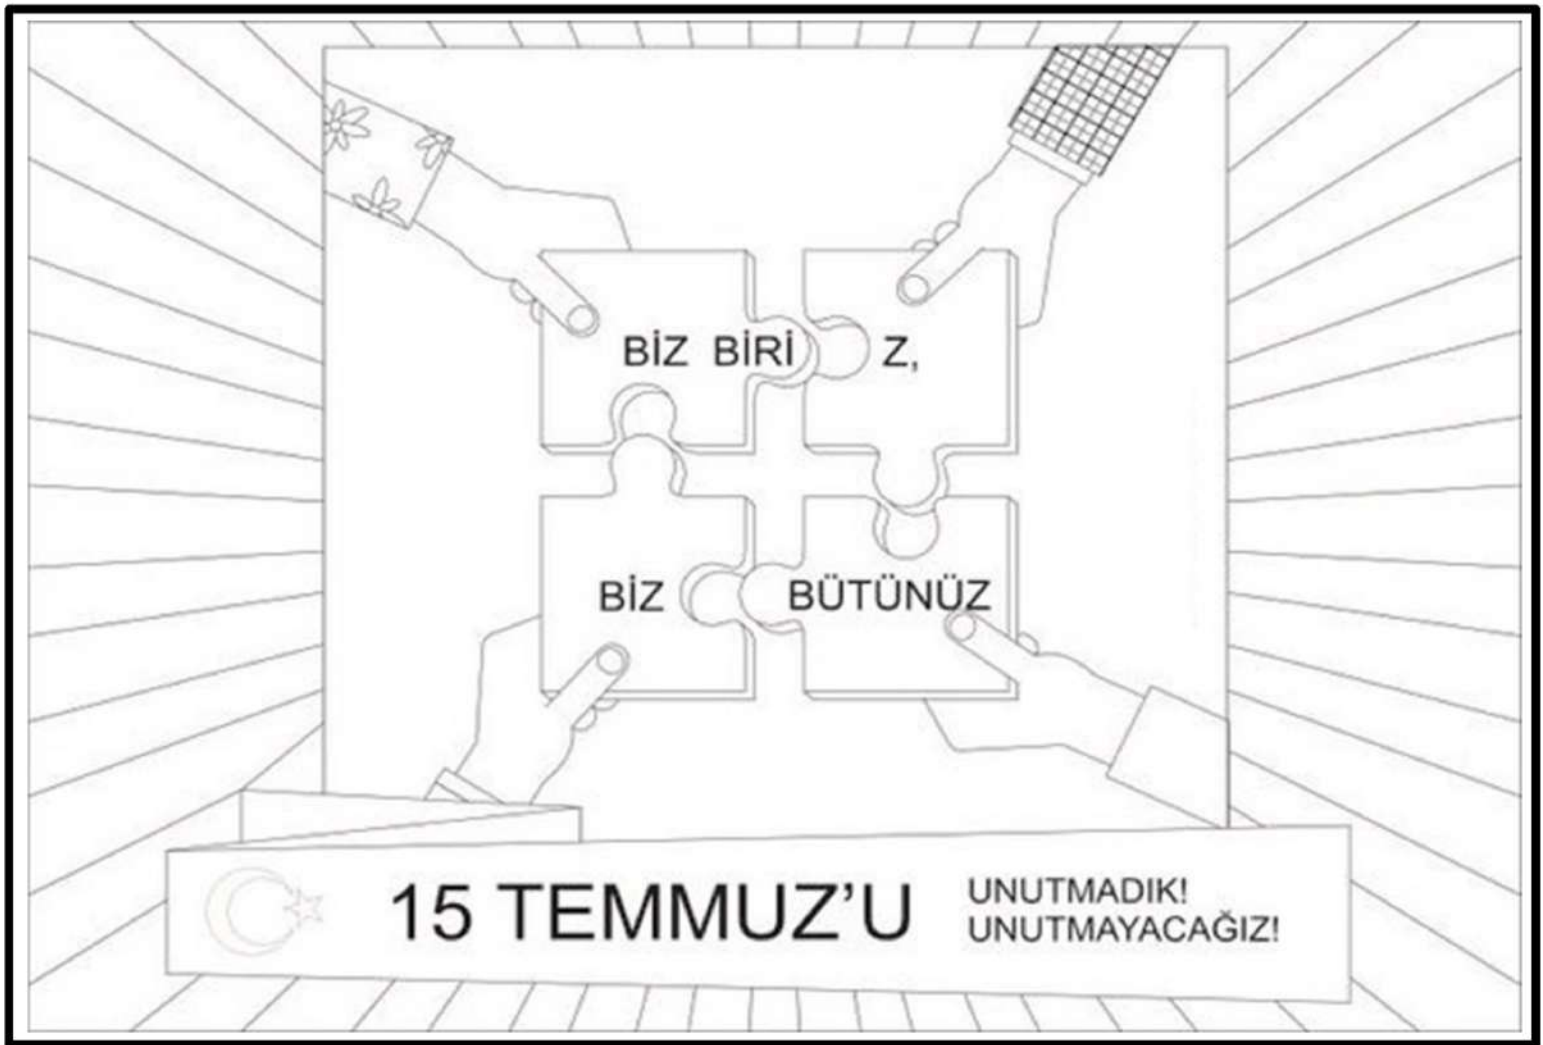 BİZ BİRİ Z,
BİZ BÜTÜNÜZ
15 TEMMUZ’U
UNUTMADIK!
UNUTMAYACAĞIZ!